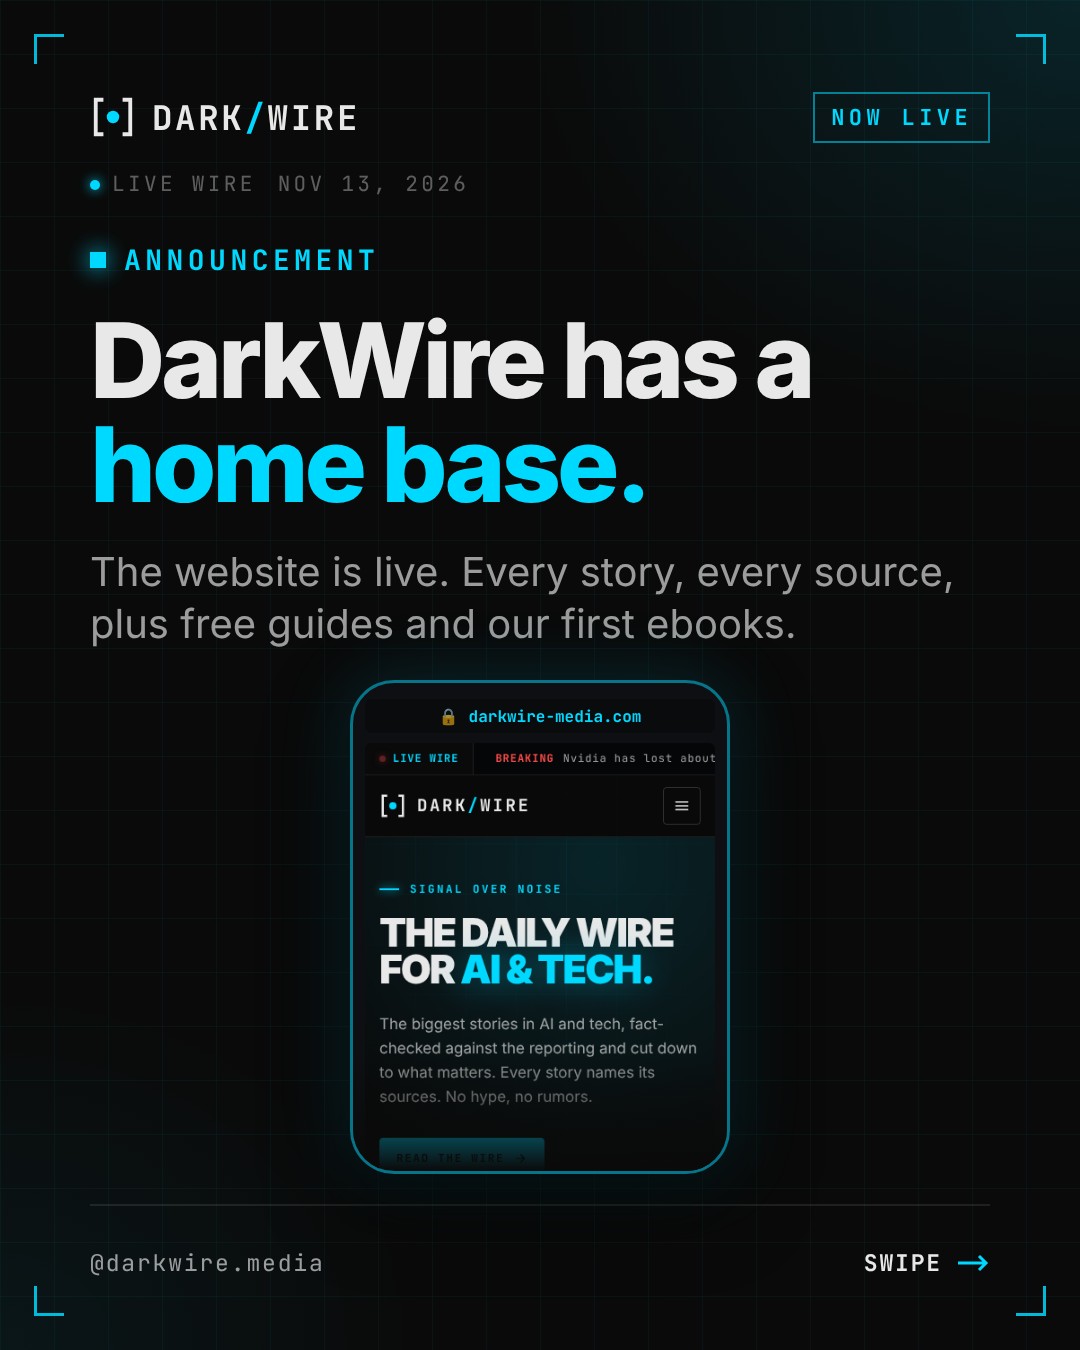 [•] DARK/WIRE
NOW LIVE
LIVE WIRE NOV 13, 2026
ANNOUNCEMENT
DarkWire has a
home base.
The website is live. Every story, every source,
plus free guides and our first ebooks.
darkwire-media.com
LIVE WIRE BREAKING Nvidia has lost about
[•] DARK/WIRE
SIGNAL OVER NOISE
THE DAILY WIRE
FOR AI & TECH.
The biggest stories in AI and tech, fact-
checked against the reporting and cut down
to what matters. Every story names its
sources. No hype, no rumors.
READ THE WIRE →
@darkwire.media
SWIPE →